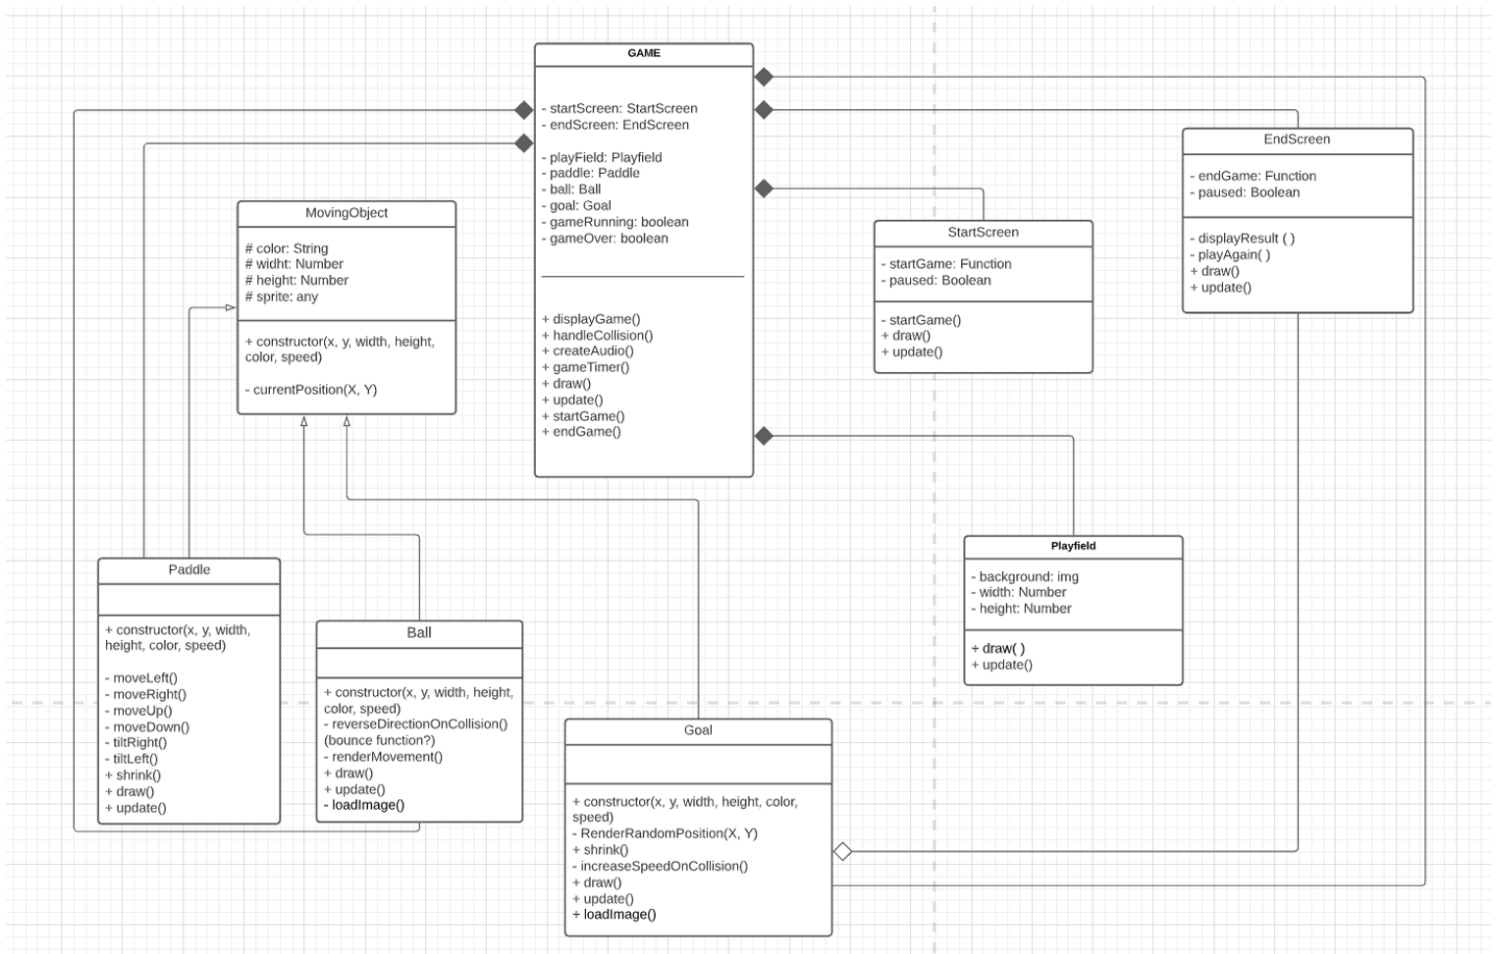 GAME
- startScreen: StartScreen
- endScreen: EndScreen
- playField: Playfield
- paddle: Paddle
- ball: Ball
- goal: Goal
- gameRunning: boolean
- gameOver: boolean
+ displayGame()
+ handleCollision()
+ createAudio()
+ gameTimer()
+ draw()
+ update()
+ startGame()
+ endGame()
EndScreen
- endGame: Function
- paused: Boolean
- displayResult ( )
- playAgain( )
+ draw()
+ update()
MovingObject
# color: String
# widht: Number
# height: Number
# sprite: any
+ constructor(x, y, width, height,
color, speed)
- currentPosition(X, Y)
StartScreen
- startGame: Function
- paused: Boolean
- startGame()
+ draw()
+ update()
Playfield
- background: img
- width: Number
- height: Number
+ draw( )
+ update()
Paddle
+ constructor(x, y, width,
height, color, speed)
- moveLeft()
- moveRight()
- moveUp()
- moveDown()
- tiltRight()
- tiltLeft()
+ shrink()
+ draw()
+ update()
Ball
+ constructor(x, y, width, height,
color, speed)
- reverseDirectionOnCollision()
(bounce function?)
- renderMovement()
+ draw()
+ update()
- loadImage()
Goal
+ constructor(x, y, width, height, color,
speed)
- RenderRandomPosition(X, Y)
+ shrink()
- increaseSpeedOnCollision()
+ draw()
+ update()
+ loadImage()